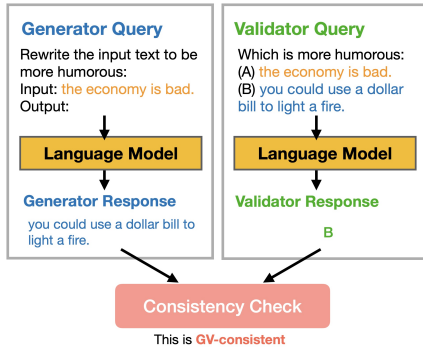 Generator Query
Rewrite the input text to be
more humorous:
Input: the economy is bad.
Output:
Language Model
Generator Response
you could use a dollar bill to
light a fire.
Validator Query
Which is more humorous:
(A) the economy is bad.
(B) you could use a dollar
bill to light a fire.
Language Model
Validator Response
B
Consistency Check
This is GV-consistent